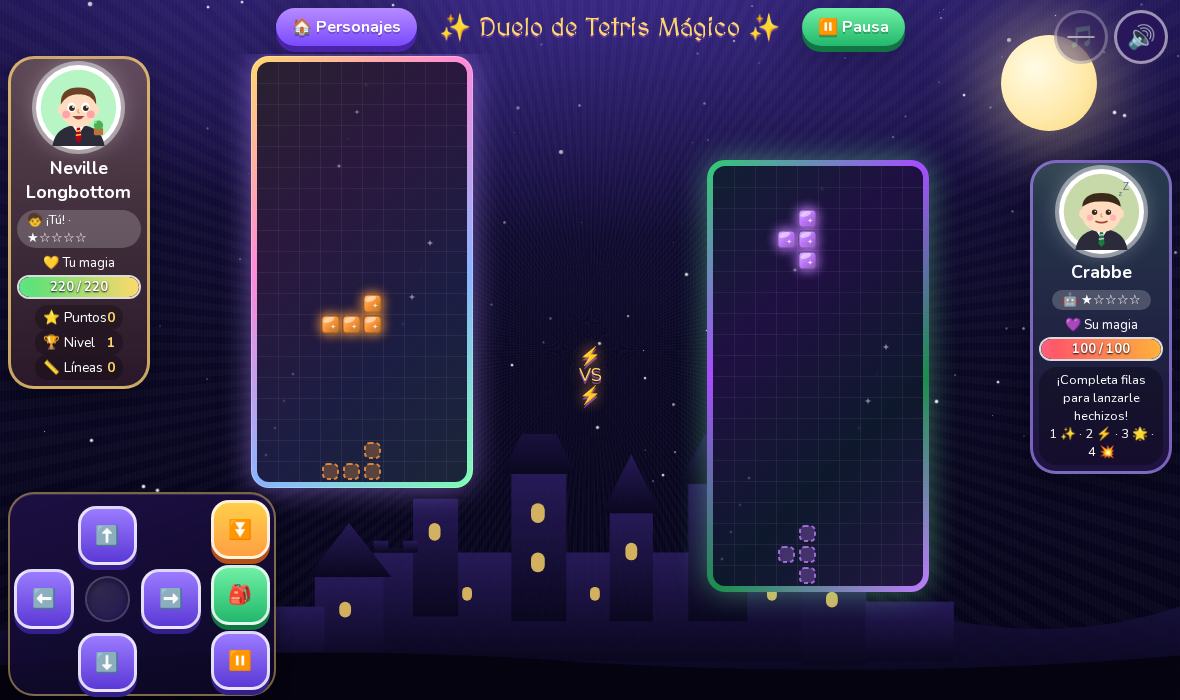 Personajes
Duelo de Tetris Mágico
Pausa
Neville
Longbottom
¡Tú! ·
★☆☆☆☆
Tu magia
220 / 220
Puntos 0
Nivel 1
Líneas 0
VS
z Z
Crabbe
★☆☆☆☆
Su magia
100 / 100
¡Completa filas
para lanzarle
hechizos!
1 ✨ · 2 ⚡ · 3 🌟 ·
4 💥